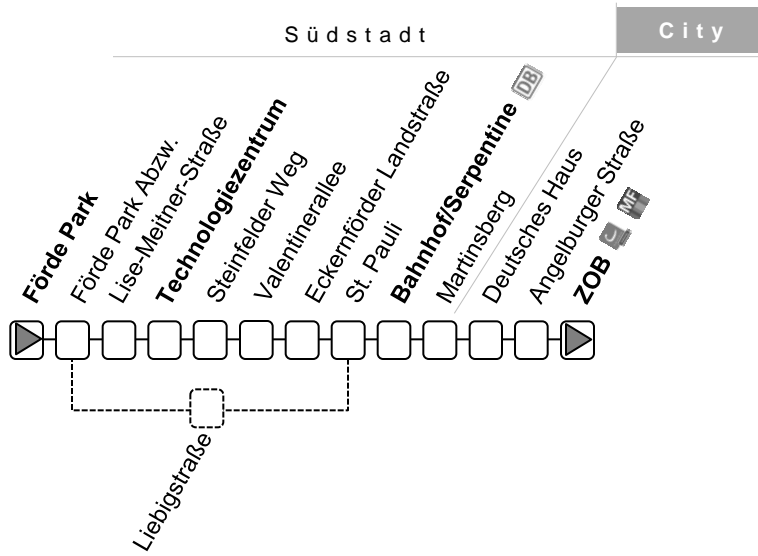 Südstadt
City
Förde Park
Förde Park Abzw.
Lise-Meitner-Straße
Technologiezentrum
Steinfelder Weg
Valentinerallee
Eckernförder Landstraße
St. Pauli
Bahnhof/Serpentine DB
Martinsberg
Deutsches Haus
Angelburger Straße
ZOB MF
Liebigstraße